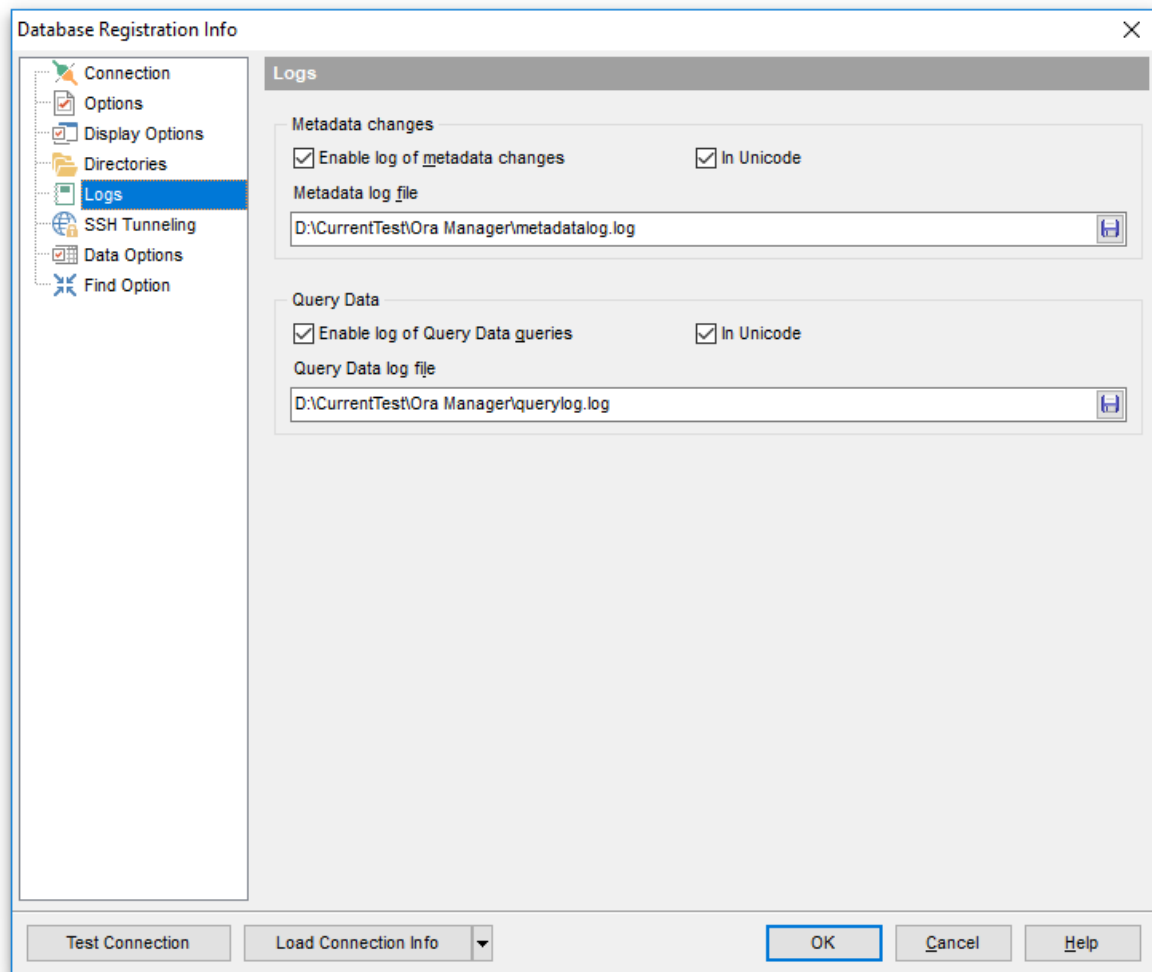 Database Registration Info
Connection
Options
Display Options
Directories
Logs
SSH Tunneling
Data Options
Find Option
Logs
Metadata changes
Enable log of metadata changes In Unicode
Metadata log file
D:\CurrentTest\Ora Manager\metadatalog.log
Query Data
Enable log of Query Data queries In Unicode
Query Data log file
D:\CurrentTest\Ora Manager\querylog.log
Test Connection Load Connection Info OK Cancel Help